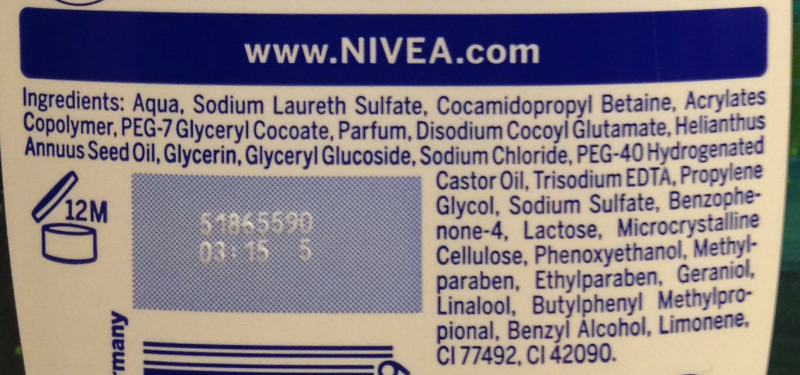 www.NIVEA.com
Ingredients: Aqua, Sodium Laureth Sulfate, Cocamidopropyl Betaine, Acrylates
Copolymer, PEG-7 Glyceryl Cocoate, Parfum, Disodium Cocoyl Glutamate, Helianthus
Annuus Seed Oil, Glycerin, Glyceryl Glucoside, Sodium Chloride, PEG-40 Hydrogenated
Castor Oil, Trisodium EDTA, Propylene
Glycol, Sodium Sulfate, Benzophe-
none-4, Lactose, Microcrystalline
Cellulose, Phenoxyethanol, Methyl-
paraben, Ethylparaben, Geraniol,
Linalool, Butylphenyl Methylpro-
pional, Benzyl Alcohol, Limonene,
CI 77492, CI 42090.
12M
51865590
03:15 5